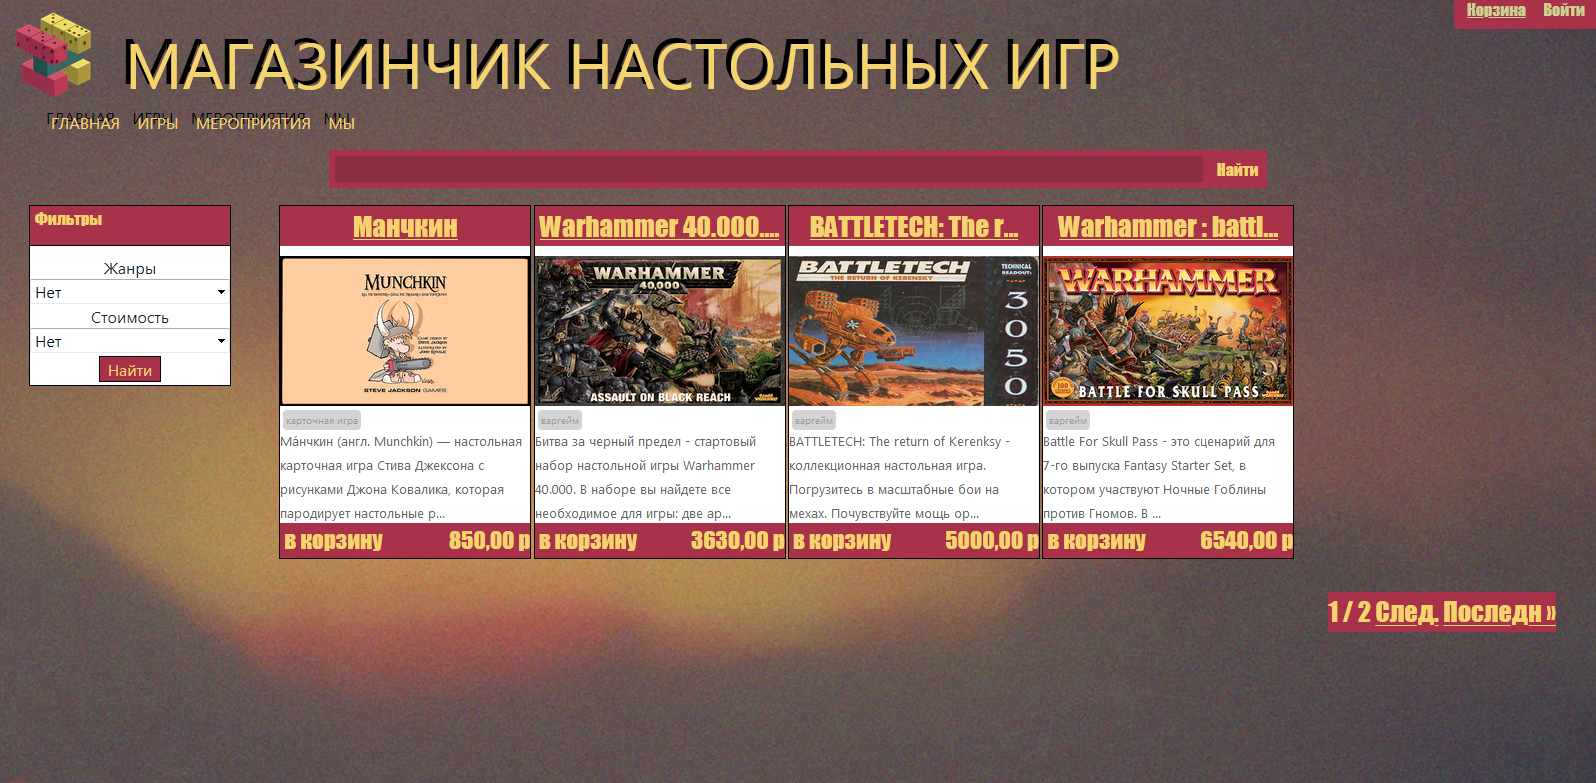 Корзина Войти
МАГАЗИНЧИК НАСТОЛЬНЫХ ИГР
ГЛАВНАЯ ИГРЫ МЕРОПРИЯТИЯ МЫ
Найти
Фильтры
Жанры
Нет
Стоимость
Нет
Найти
Манчкин
MUNCHKIN
STEVE JACKSON GAMES
карточная игра
Ма́нчкин (англ. Munchkin) — настольная
карточная игра Стива Джексона с
рисунками Джона Ковалика, которая
пародирует настольные р...
в корзину 850,00 р
Warhammer 40.000....
WARHAMMER
40,000
ASSAULT ON BLACK REACH
варгейм
Битва за черный предел - стартовый
набор настольной игры Warhammer
40.000. В наборе вы найдете все
необходимое для игры: две ар...
в корзину 3630,00 р
BATTLETECH: The r...
BATTLETECH
THE RETURN OF KERENSKY
TECHNICAL
READOUT:
3050
варгейм
BATTLETECH: The return of Kerenksy -
коллекционная настольная игра.
Погрузитесь в масштабные бои на
мехах. Почувствуйте мощь ор...
в корзину 5000,00 р
Warhammer : battl...
WARHAMMER
BATTLE FOR SKULL PASS
варгейм
Battle For Skull Pass - это сценарий для
7-го выпуска Fantasy Starter Set, в
котором участвуют Ночные Гоблины
против Гномов. В ...
в корзину 6540,00 р
1 / 2 След. Последн »